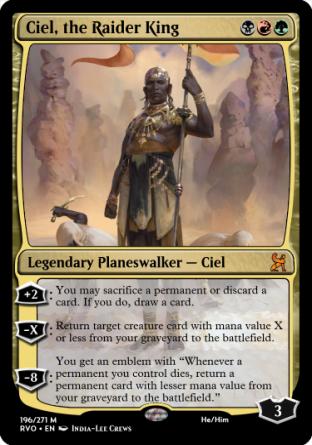 Ciel, the Raider King
Legendary Planeswalker — Ciel
+2: You may sacrifice a permanent or discard a
card. If you do, draw a card.
-X: Return target creature card with mana value X
or less from your graveyard to the battlefield.
You get an emblem with “Whenever a
-8: permanent you control dies, return a
permanent card with lesser mana value from
your graveyard to the battlefield.”
3
196/271 M He/Him
RVO • EN India-Lee Crews